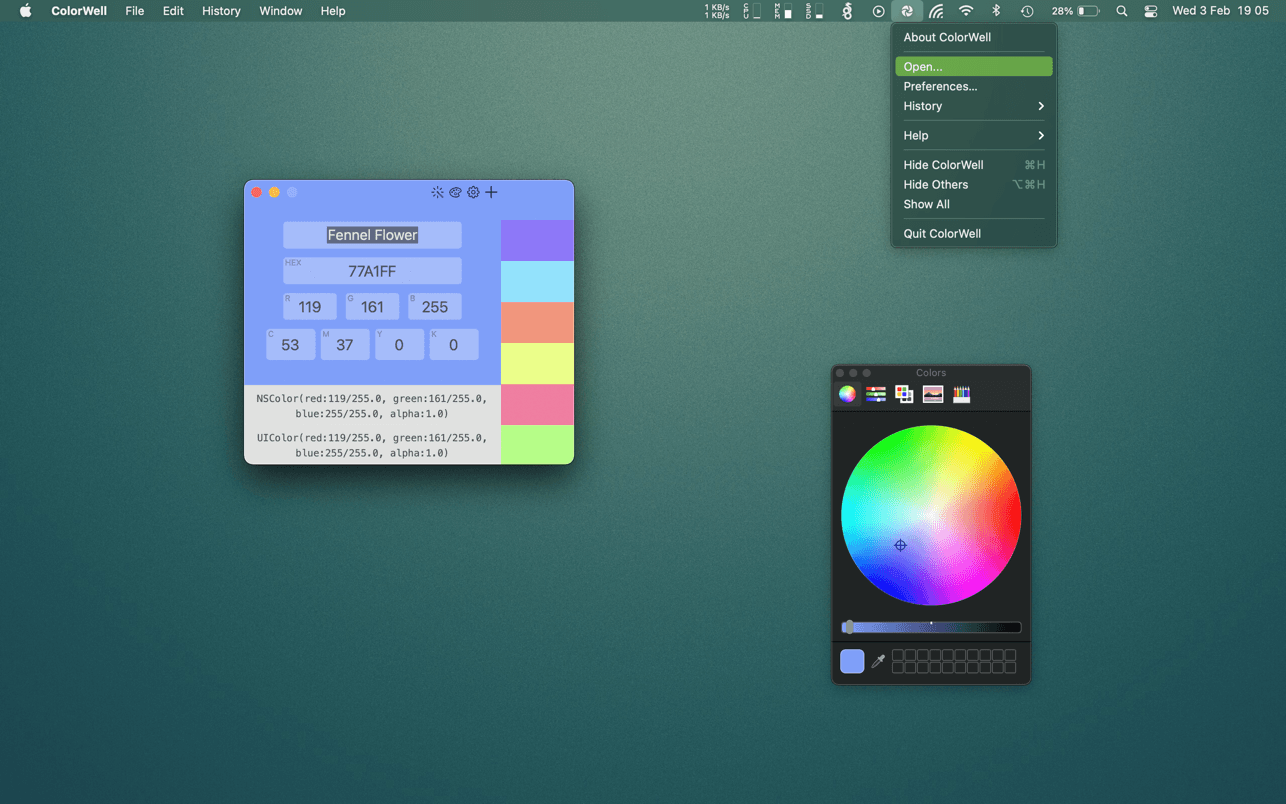 ColorWell File Edit History Window Help 1 KB/s CPU MEM SSD 28% Wed 3 Feb 19 05
1 KB/s
About ColorWell
Open...
Preferences...
History
Help
Hide ColorWell ⌘H
Hide Others ⌥⌘H
Show All
Quit ColorWell
Fennel Flower
HEX 77A1FF
R 119 G 161 B 255
C 53 M 37 Y 0 K 0
NSColor(red:119/255.0, green:161/255.0,
blue:255/255.0, alpha:1.0)
UIColor(red:119/255.0, green:161/255.0,
blue:255/255.0, alpha:1.0)
Colors